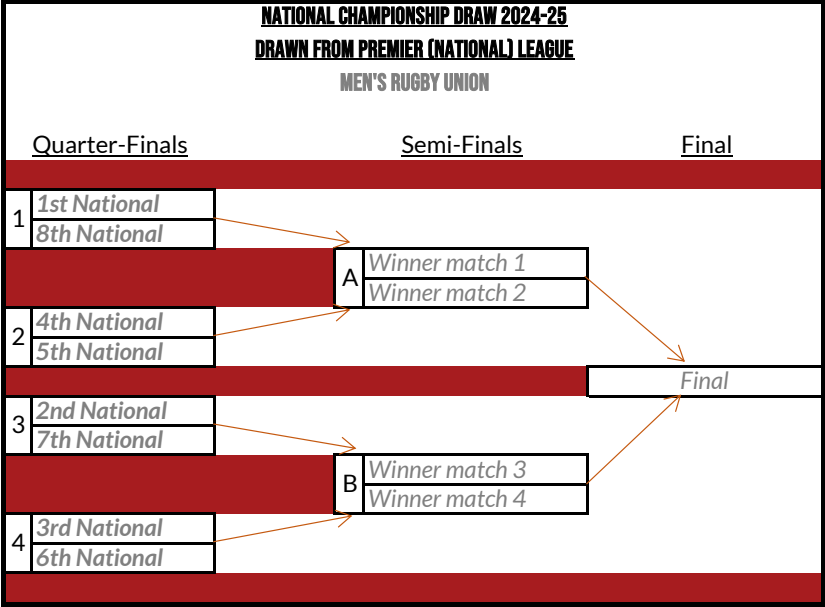 NATIONAL CHAMPIONSHIP DRAW 2024-25
DRAWN FROM PREMIER (NATIONAL) LEAGUE
MEN'S RUGBY UNION
Quarter-Finals Semi-Finals Final
1 1st National
8th National
A Winner match 1
Winner match 2
2 4th National
5th National
Final
3 2nd National
7th National
B Winner match 3
Winner match 4
4 3rd National
6th National